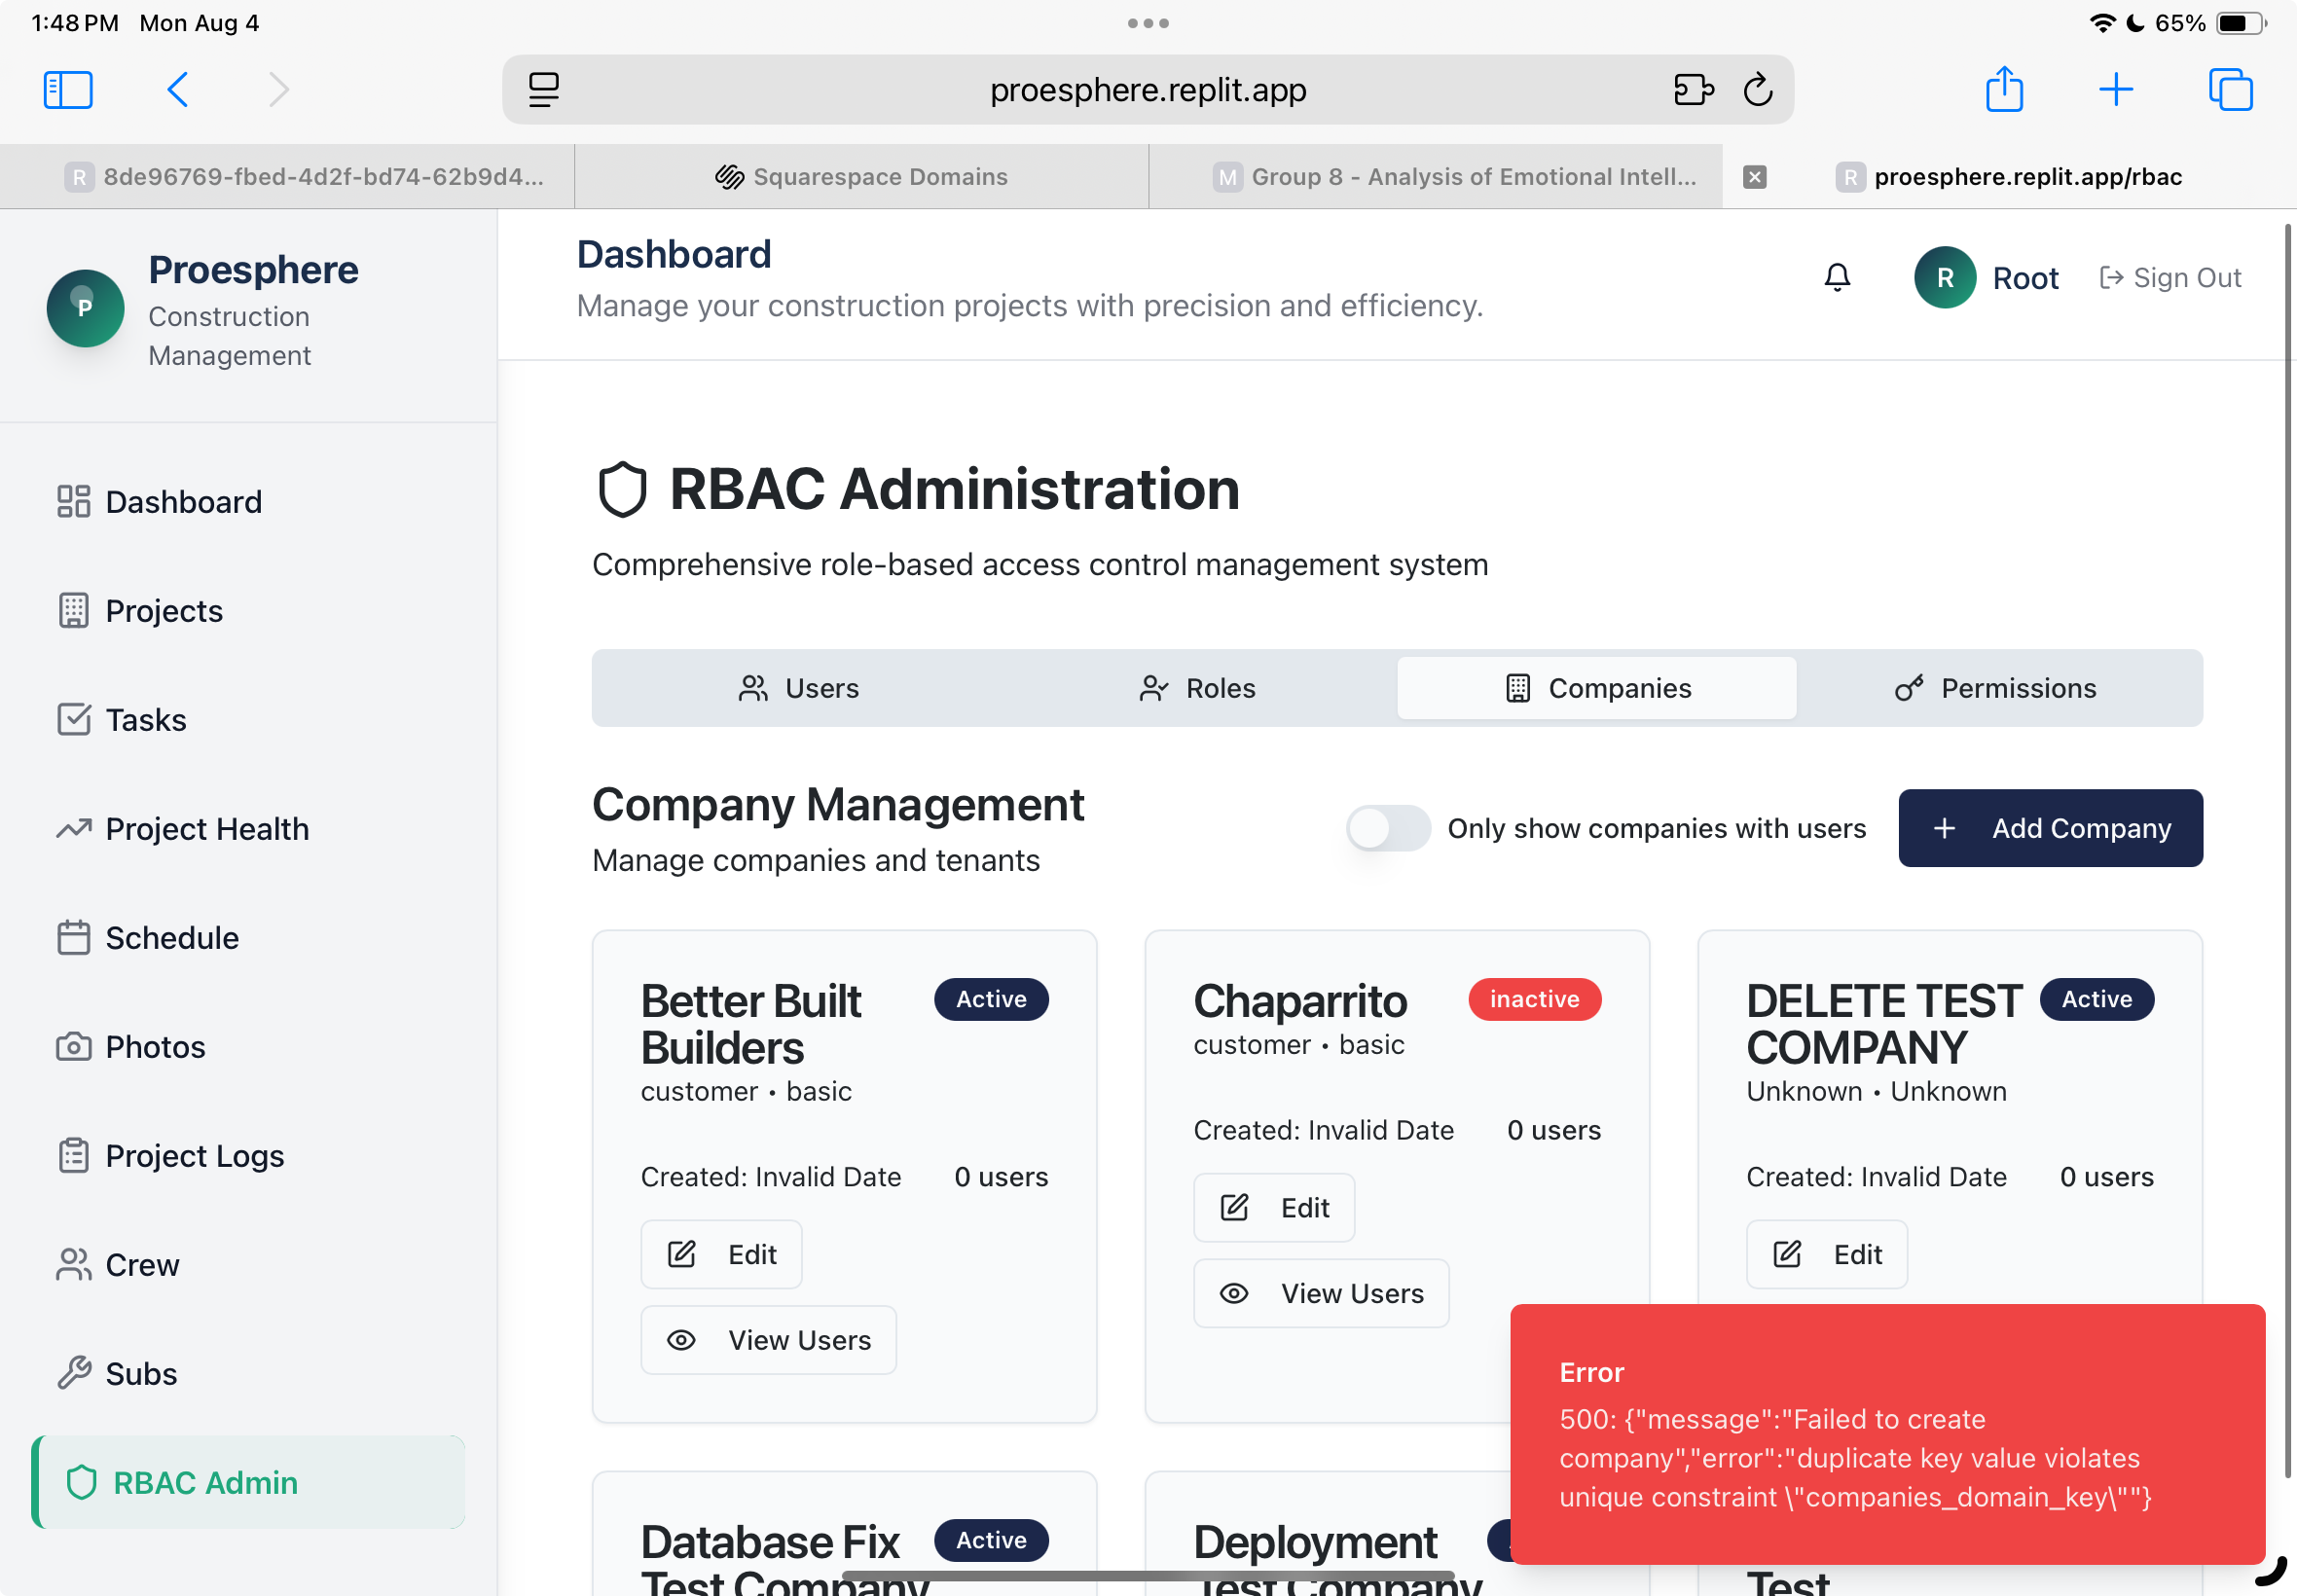 1:48 PM Mon Aug 4
65%
proesphere.replit.app
R 8de96769-fbed-4d2f-bd74-62b9d4...
Squarespace Domains
M Group 8 - Analysis of Emotional Intell...
R proesphere.replit.app/rbac
P
Proesphere
Construction
Management
Dashboard
Projects
Tasks
Project Health
Schedule
Photos
Project Logs
Crew
Subs
RBAC Admin
Dashboard
Manage your construction projects with precision and efficiency.
R Root
Sign Out
RBAC Administration
Comprehensive role-based access control management system
Users
Roles
Companies
Permissions
Company Management
Manage companies and tenants
Only show companies with users
Add Company
Better Built
Builders
Active
customer • basic
Created: Invalid Date 0 users
Edit
View Users
Chaparrito
inactive
customer • basic
Created: Invalid Date 0 users
Edit
View Users
DELETE TEST
COMPANY
Active
Unknown • Unknown
Created: Invalid Date 0 users
Edit
Database Fix
Test Company
Active
Deployment
Test Company
Test
Error
500: {"message":"Failed to create
company","error":"duplicate key value violates
unique constraint \"companies_domain_key\""}